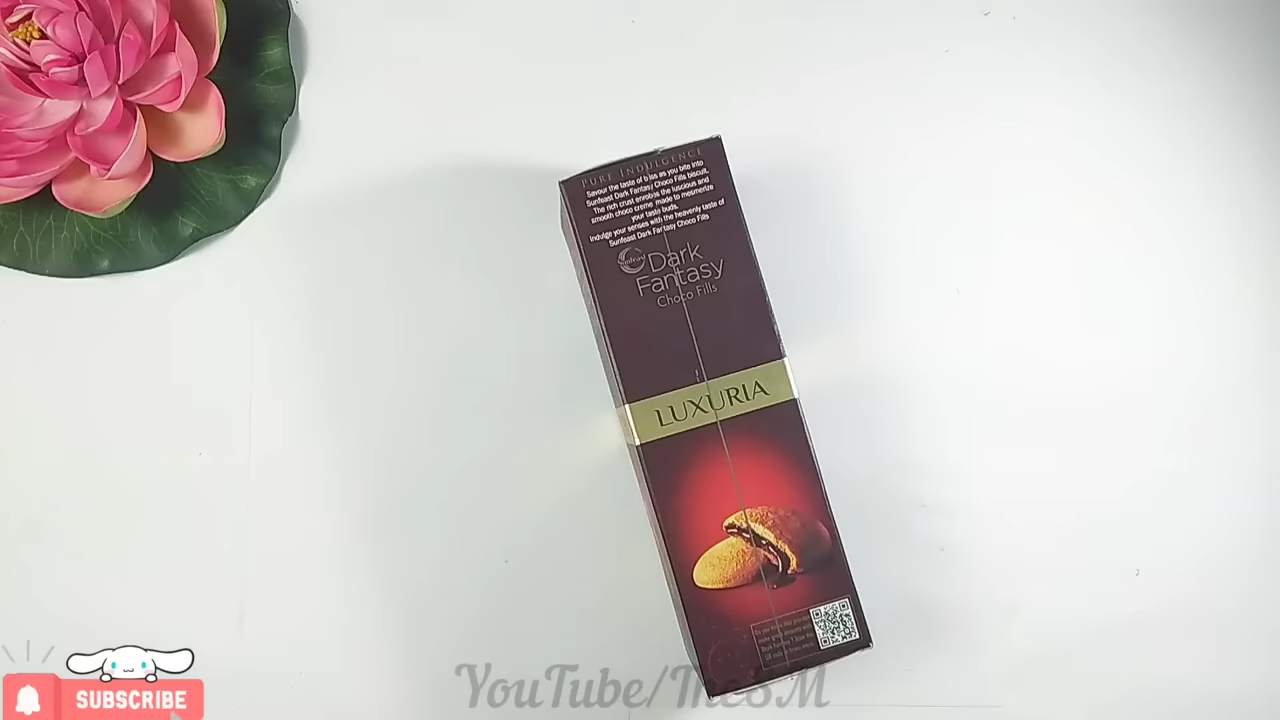 PURE INDULGENCE
Savour the taste of bliss as you bite into
Sunfeast Dark Fantasy Choco Fills biscuit.
The rich crust enrobes the luscious and
smooth choco creme made to mesmerize
your taste buds.
Indulge your senses with the heavenly taste of
Sunfeast Dark Fantasy Choco Fills
Sunfeast
Dark
Fantasy
Choco Fills
LUXURIA
SUBSCRIBE